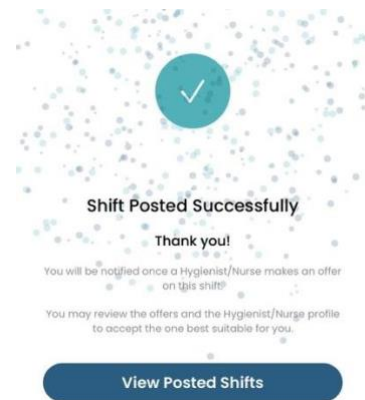 Shift Posted Successfully
Thank you!
You will be notified once a Hygienist/Nurse makes an offer
on this shift.
You may review the offers and the Hygienist/Nurse profile
to accept the one best suitable for you.
View Posted Shifts